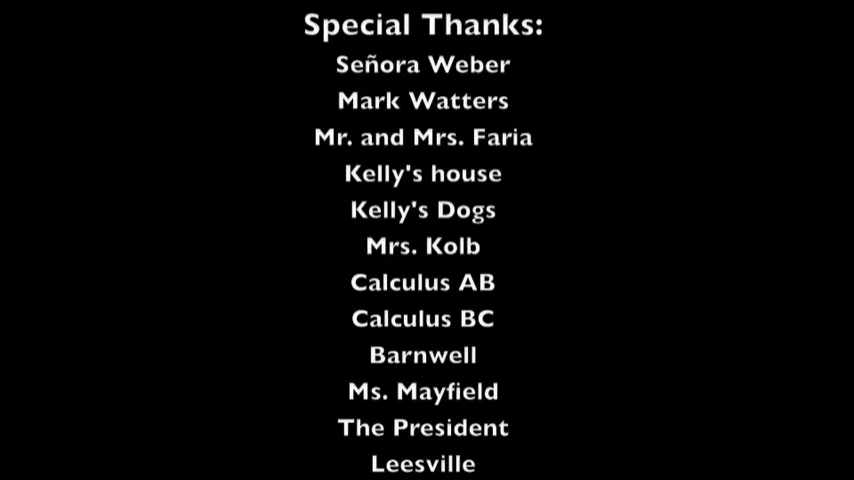 Special Thanks:
Señora Weber
Mark Watters
Mr. and Mrs. Faria
Kelly's house
Kelly's Dogs
Mrs. Kolb
Calculus AB
Calculus BC
Barnwell
Ms. Mayfield
The President
Leesville